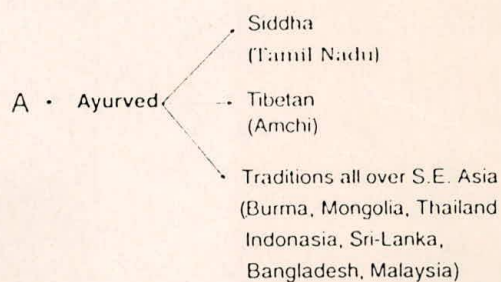 Siddha
(Tamil Nadu)
A · Ayurved
Tibetan
(Amchi)
Traditions all over S.E. Asia
(Burma, Mongolia, Thailand
Indonasia, Sri-Lanka,
Bangladesh, Malaysia)